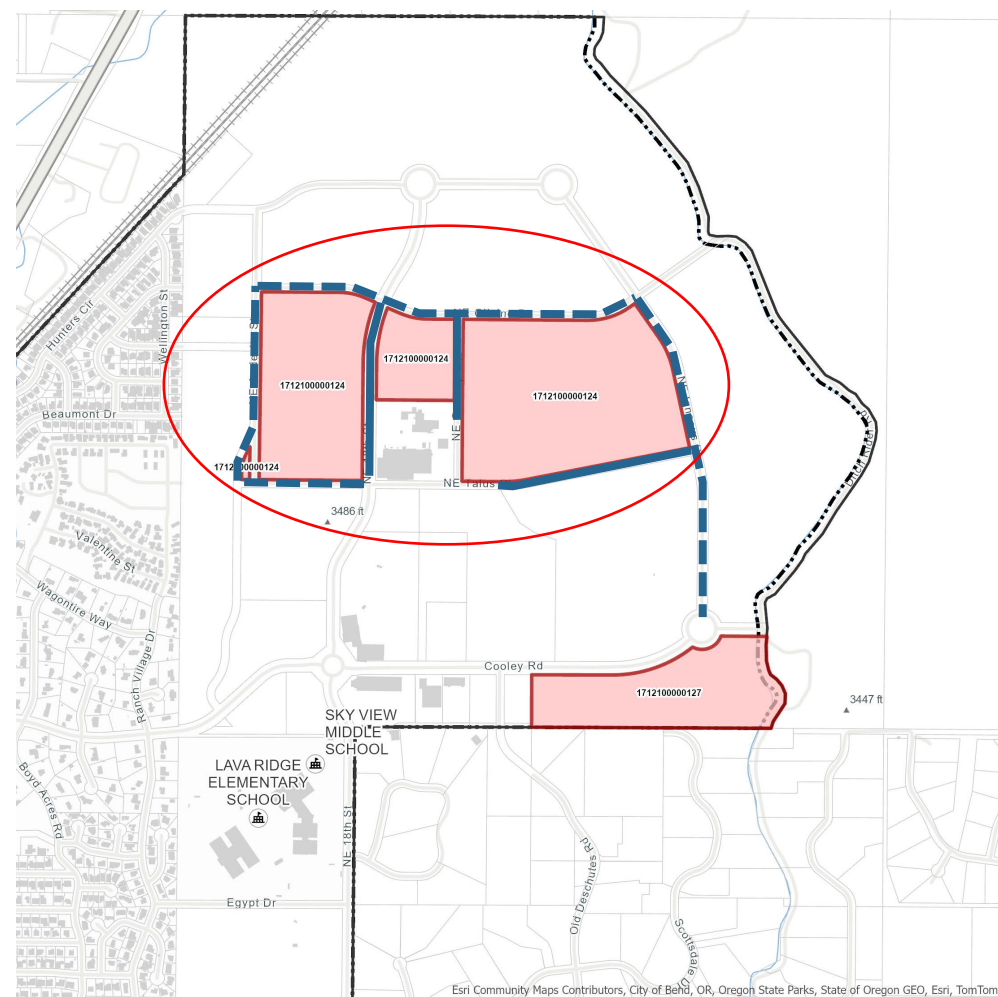 Hunters Cir
Wellington St
Beaumont Dr
1712100000124
1712100000124
1712100000124
1712100000124
NE
NE Talus
3486 ft
Valentine St
Wagontire Way
Ranch Village Dr
Cooley Rd
1712100000127
3447 ft
SKY VIEW
MIDDLE
SCHOOL
LAVA RIDGE
ELEMENTARY
SCHOOL
Boyd Acres Rd
NE 18th St
Old Deschutes Rd
Egypt Dr
Scottsdale Dr
Esri Community Maps Contributors, City of Bend, OR, Oregon State Parks, State of Oregon GEO, Esri, TomTom